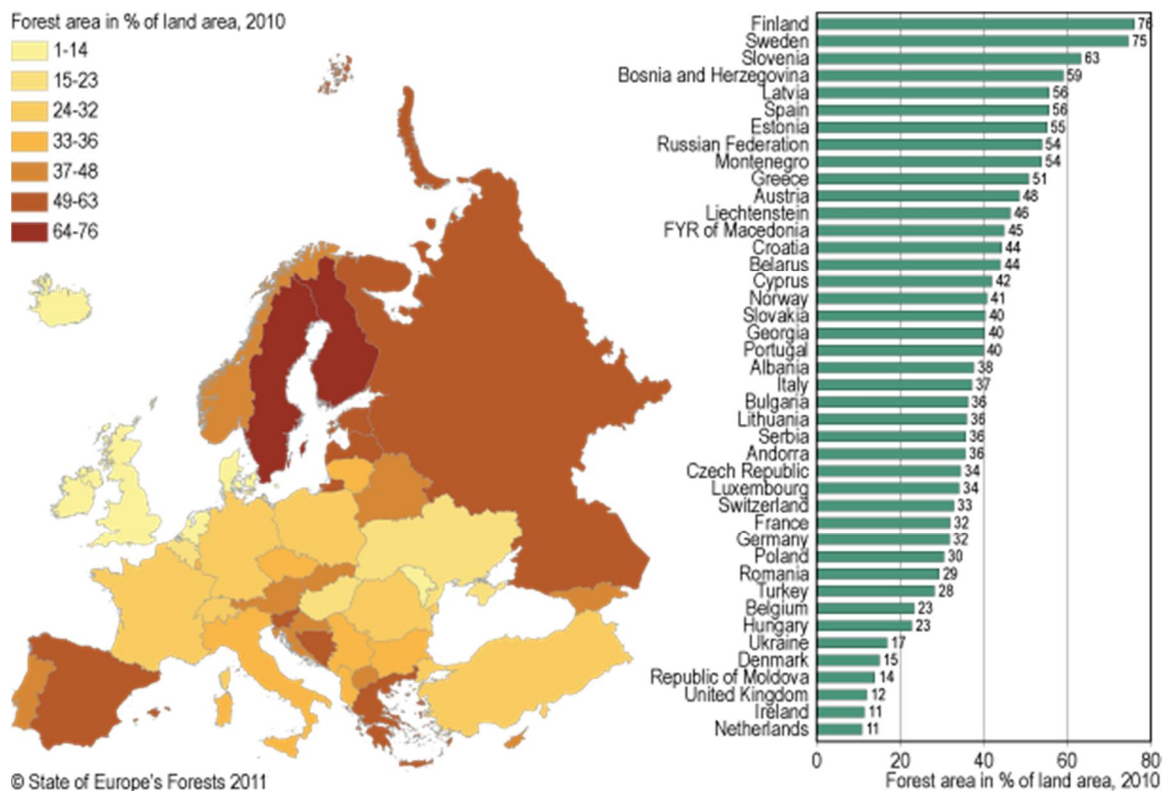 Forest area in % of land area, 2010
1-14
15-23
24-32
33-36
37-48
49-63
64-76
© State of Europe's Forests 2011
Finland 76
Sweden 75
Slovenia 63
Bosnia and Herzegovina 59
Latvia 56
Spain 56
Estonia 55
Russian Federation 54
Montenegro 54
Greece 51
Austria 48
Liechtenstein 46
FYR of Macedonia 45
Croatia 44
Belarus 44
Cyprus 42
Norway 41
Slovakia 40
Georgia 40
Portugal 40
Albania 38
Italy 37
Bulgaria 36
Lithuania 36
Serbia 36
Andorra 36
Czech Republic 34
Luxembourg 34
Switzerland 33
France 32
Germany 32
Poland 30
Romania 29
Turkey 28
Belgium 23
Hungary 23
Ukraine 17
Denmark 15
Republic of Moldova 14
United Kingdom 12
Ireland 11
Netherlands 11
0 20 40 60 80
Forest area in % of land area, 2010